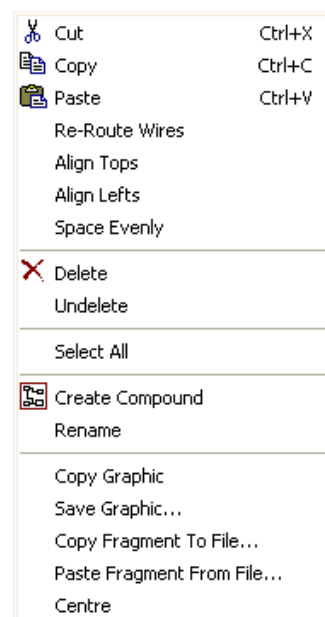 Cut Ctrl+X
Copy Ctrl+C
Paste Ctrl+V
Re-Route Wires
Align Tops
Align Lefts
Space Evenly
Delete
Undelete
Select All
Create Compound
Rename
Copy Graphic
Save Graphic...
Copy Fragment To File...
Paste Fragment From File...
Centre